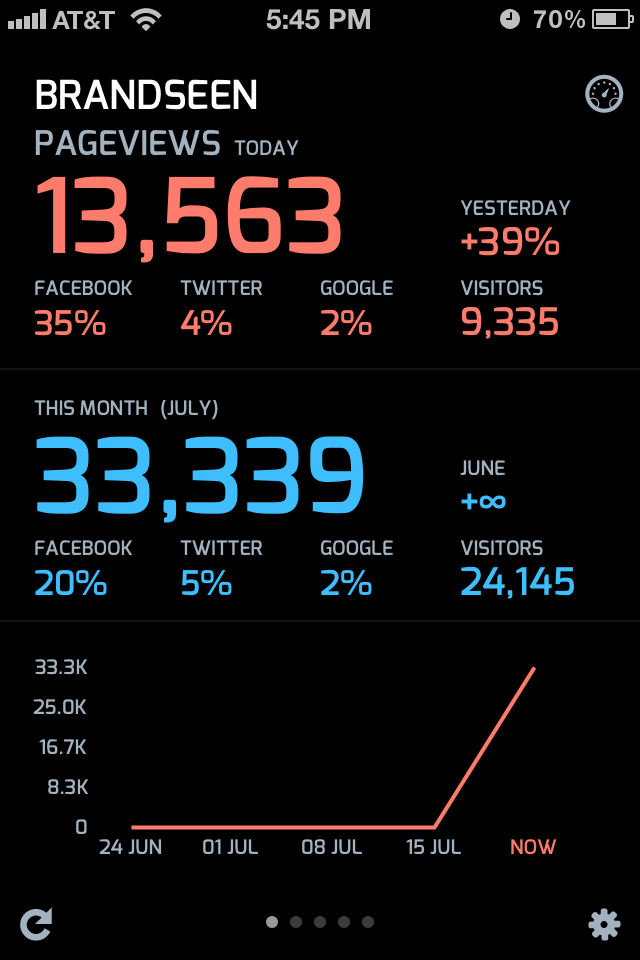 AT&T 5:45 PM 70%
BRANDSEEN
PAGEVIEWS TODAY
13,563
YESTERDAY
+39%
FACEBOOK TWITTER GOOGLE VISITORS
35% 4% 2% 9,335
THIS MONTH (JULY)
33,339
JUNE
+∞
FACEBOOK TWITTER GOOGLE VISITORS
20% 5% 2% 24,145
33.3K
25.0K
16.7K
8.3K
0
24 JUN 01 JUL 08 JUL 15 JUL NOW